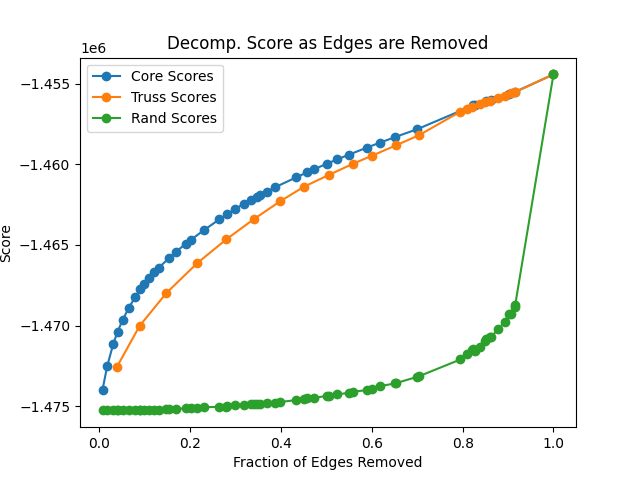 Decomp. Score as Edges are Removed
1e6
Core Scores
Truss Scores
Rand Scores
−1.455
−1.460
−1.465
−1.470
−1.475
Score
0.0 0.2 0.4 0.6 0.8 1.0
Fraction of Edges Removed